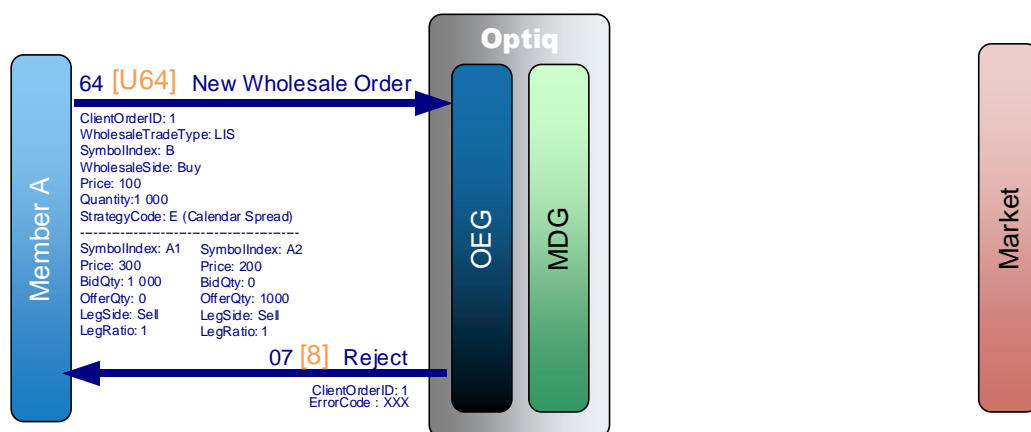 Optiq
64 [U64] New Wholesale Order
ClientOrderID: 1
WholesaleTradeType: LIS
SymbolIndex: B
WholesaleSide: Buy
Price: 100
Quantity:1 000
StrategyCode: E (Calendar Spread)
-------------------------------------------
SymbolIndex: A1 SymbolIndex: A2
Price: 300 Price: 200
BidQty: 1 000 BidQty: 0
OfferQty: 0 OfferQty: 1000
LegSide: Sell LegSide: Sell
LegRatio: 1 LegRatio: 1
07 [8] Reject
ClientOrderID: 1
ErrorCode : XXX
Member A
OEG
MDG
Market